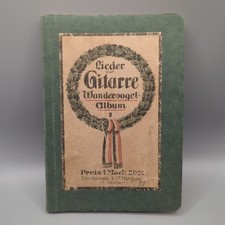 Lieder
Gitarre
Wandervogel-
Album
I
Preis 1 Mark